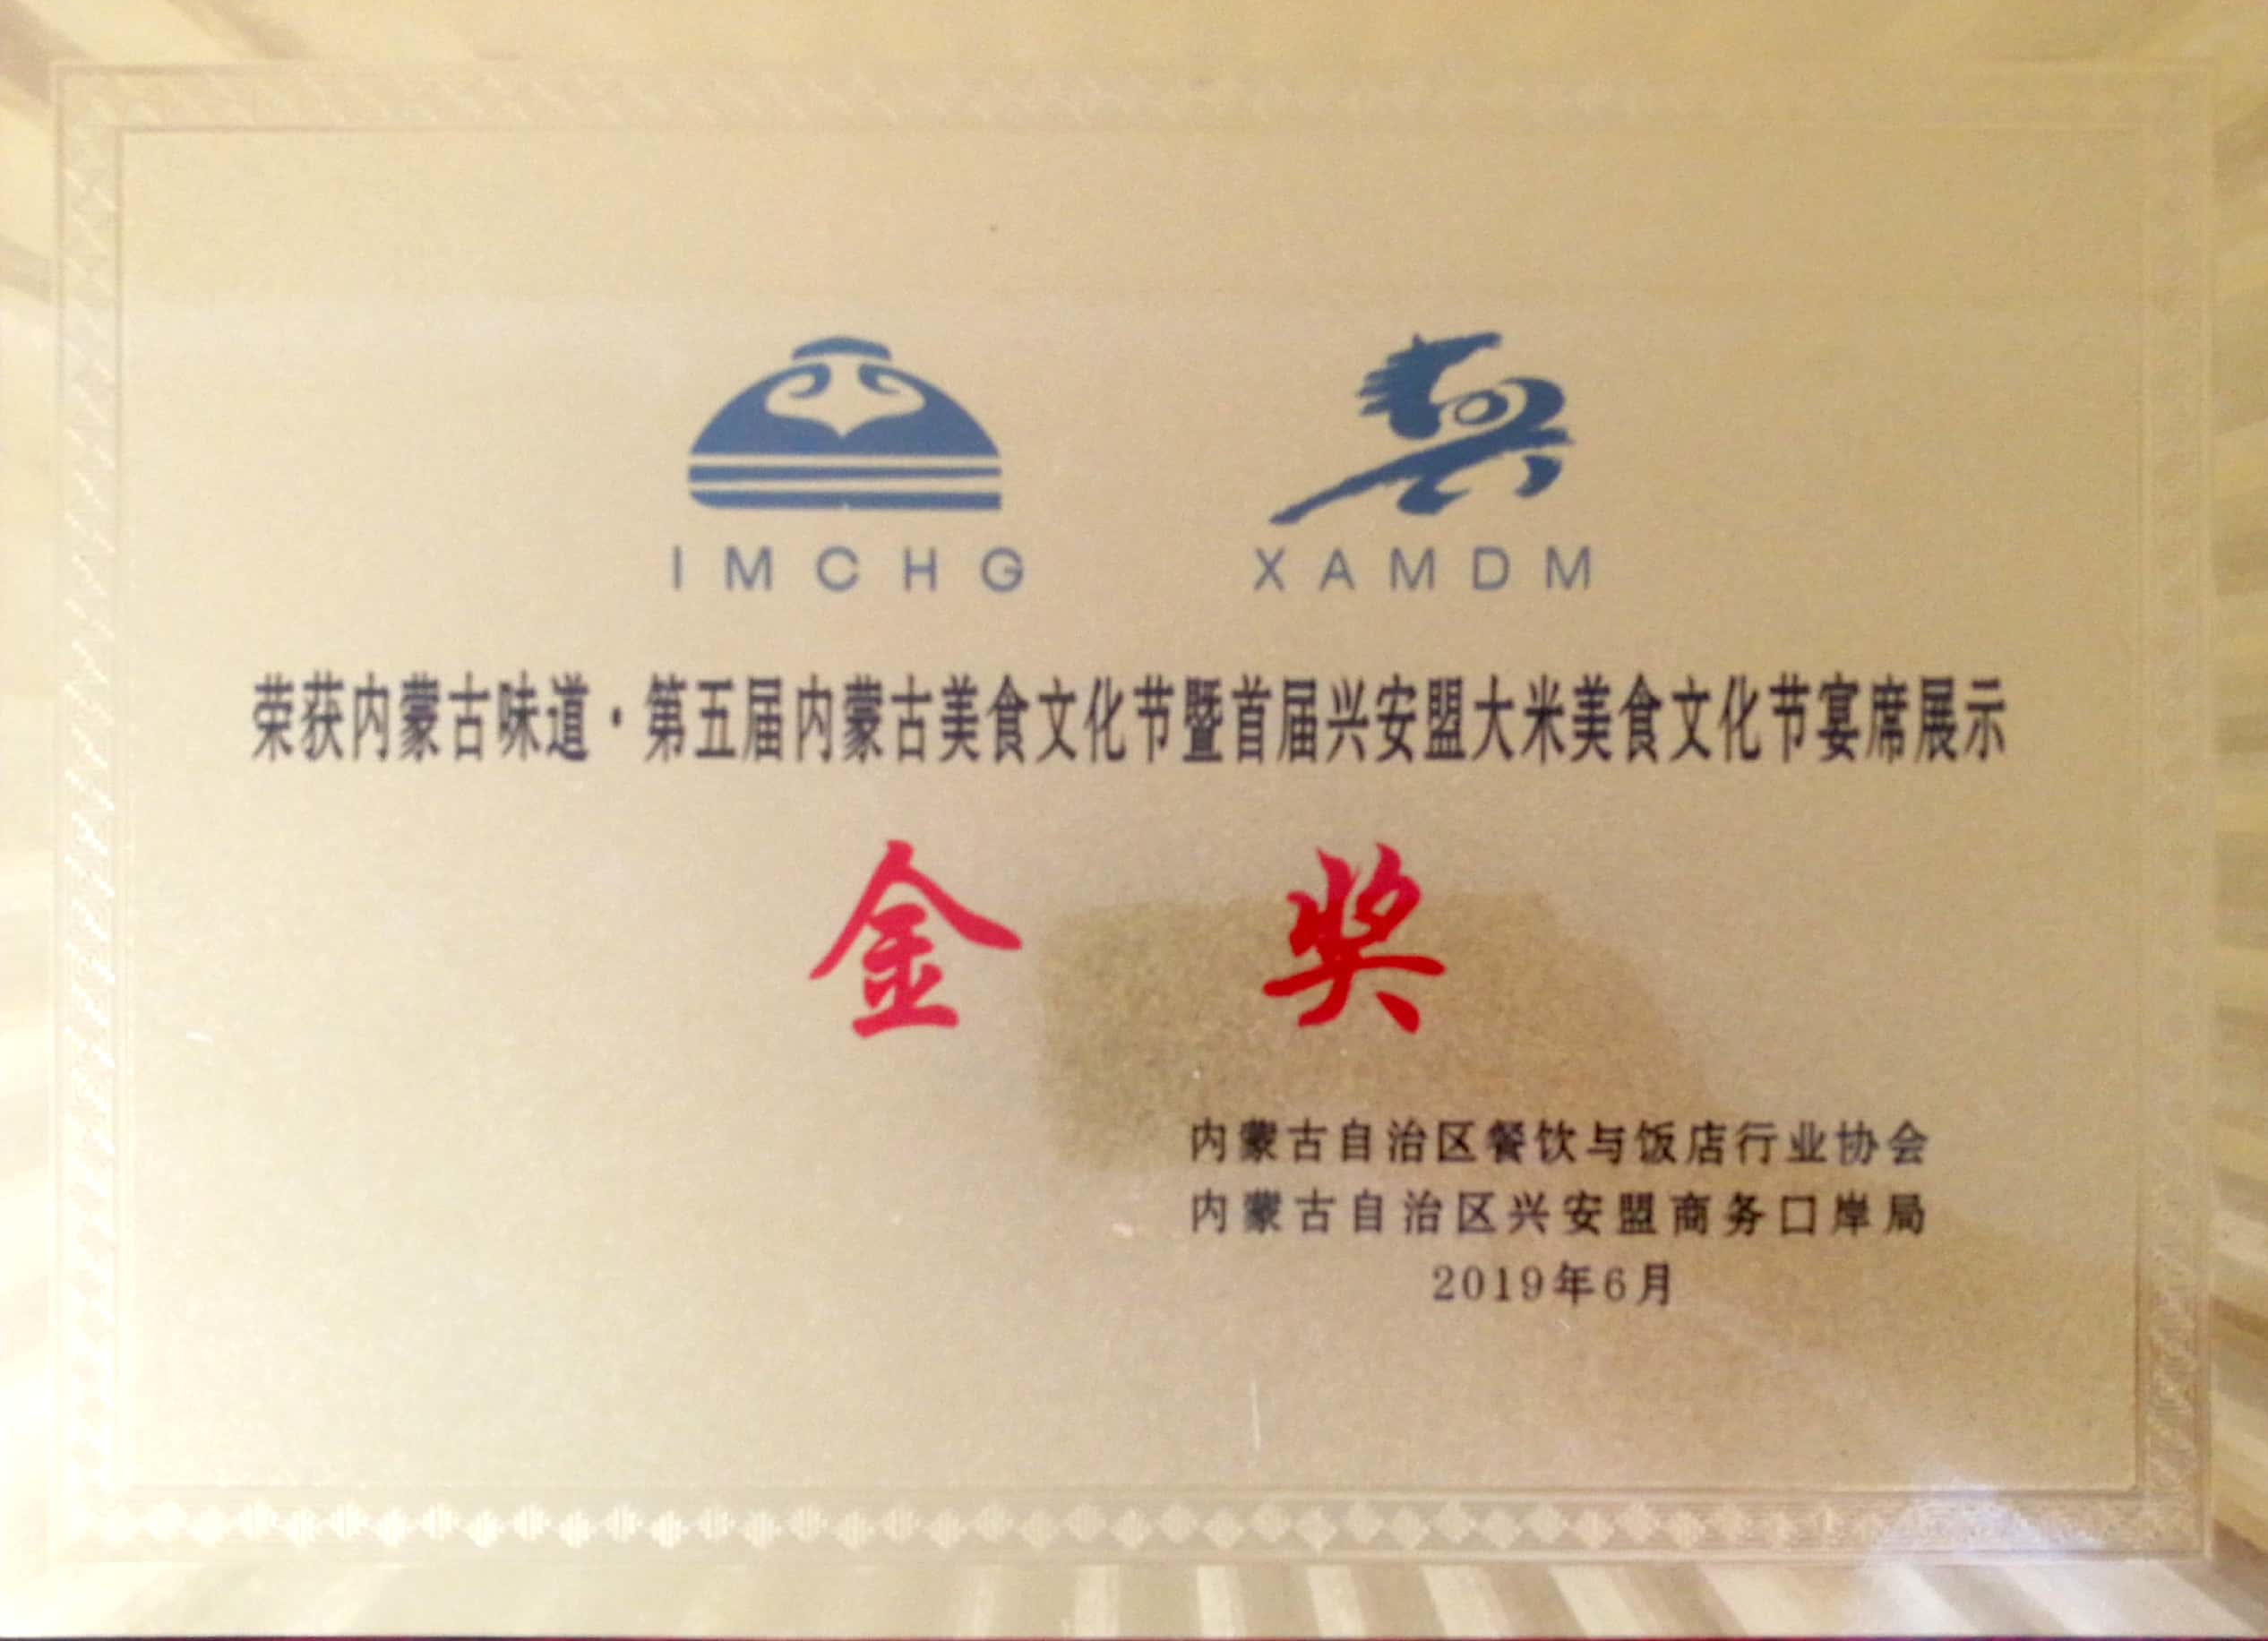 IMCHG XAMDM
荣获内蒙古味道·第五届内蒙古美食文化节暨首届兴安盟大米美食文化节宴席展示
金奖
内蒙古自治区餐饮与饭店行业协会
内蒙古自治区兴安盟商务口岸局
2019年6月